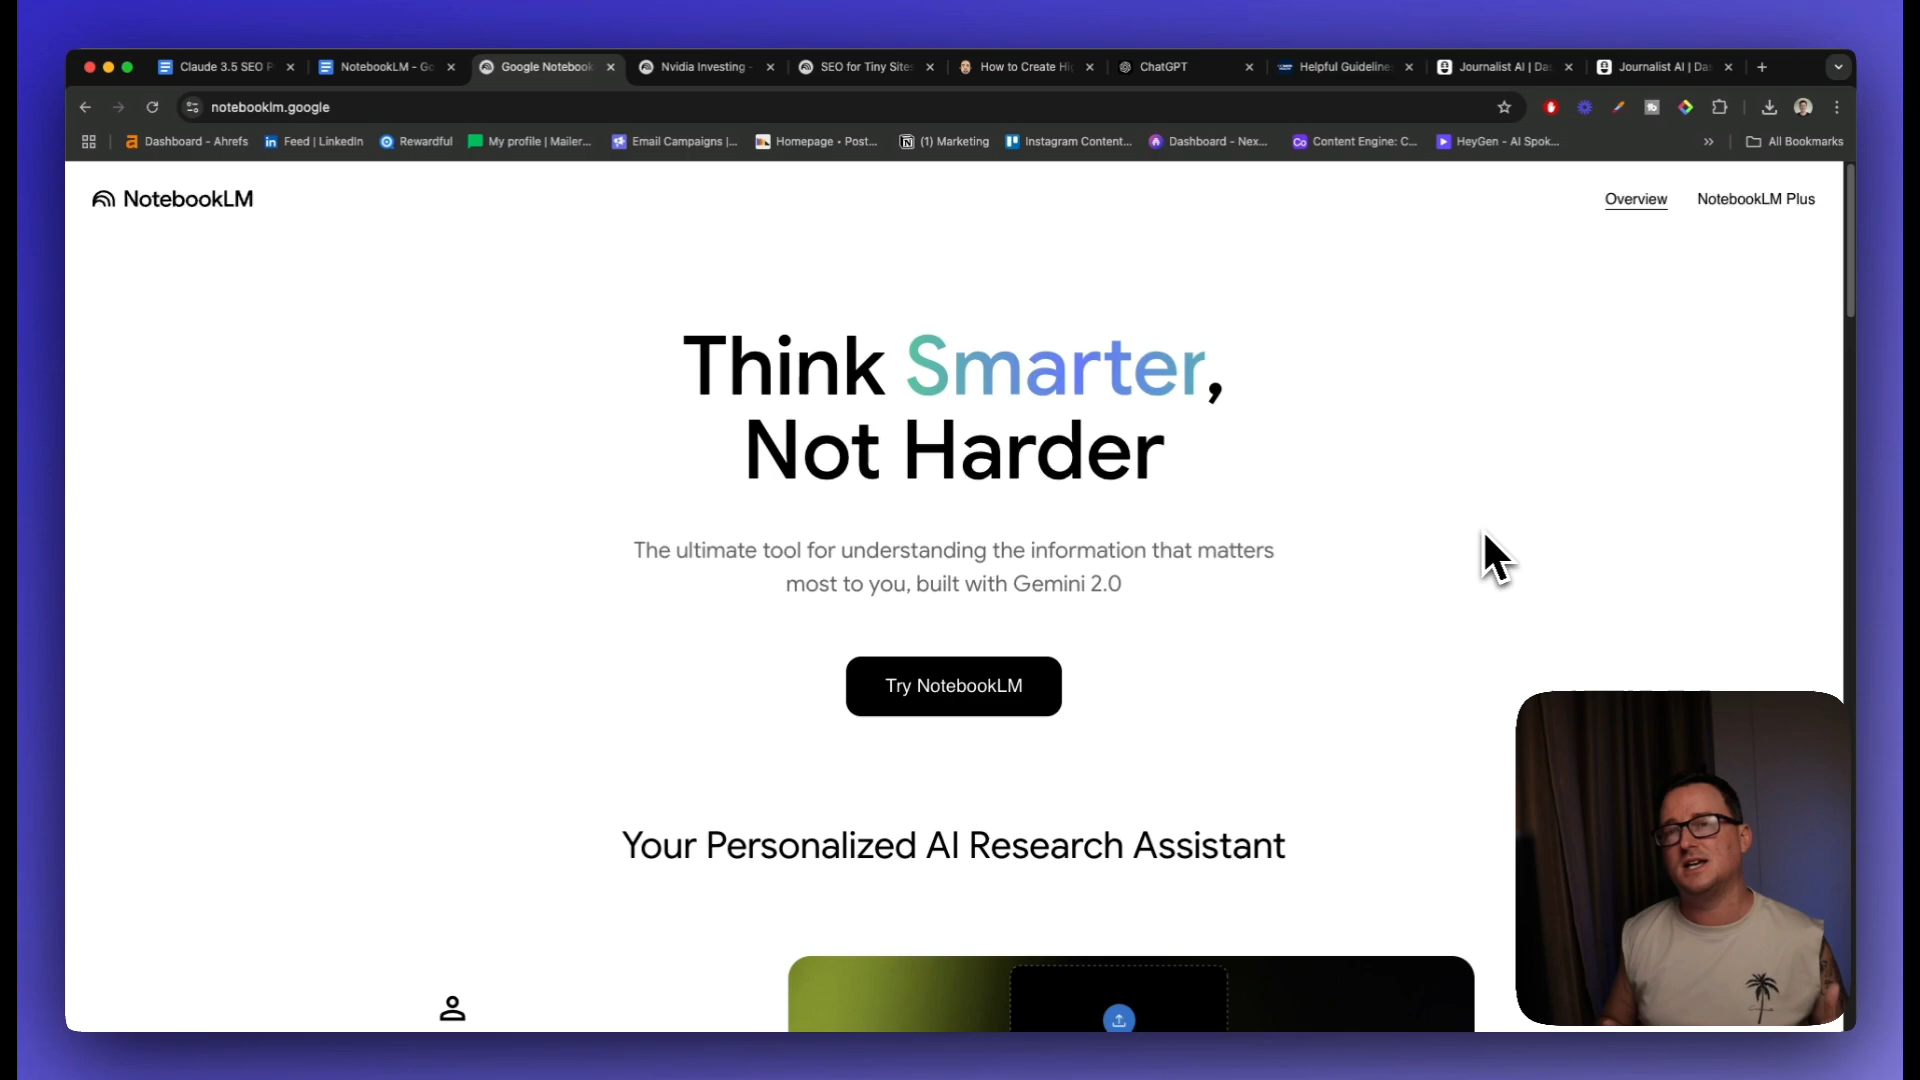 Claude 3.5 SEO P
NotebookLM - Go
Google Notebook
Nvidia Investing -
SEO for Tiny Sites
How to Create Hi
ChatGPT
Helpful Guideline
Journalist AI | Da
Journalist AI | Da
notebooklm.google
Dashboard - Ahrefs
Feed | LinkedIn
Rewardful
My profile | Mailer...
Email Campaigns |...
Homepage • Post...
(1) Marketing
Instagram Content...
Dashboard - Nex...
Content Engine: C...
HeyGen - AI Spok...
All Bookmarks
NotebookLM
Overview
NotebookLM Plus
Think Smarter,
Not Harder
The ultimate tool for understanding the information that matters
most to you, built with Gemini 2.0
Try NotebookLM
Your Personalized AI Research Assistant